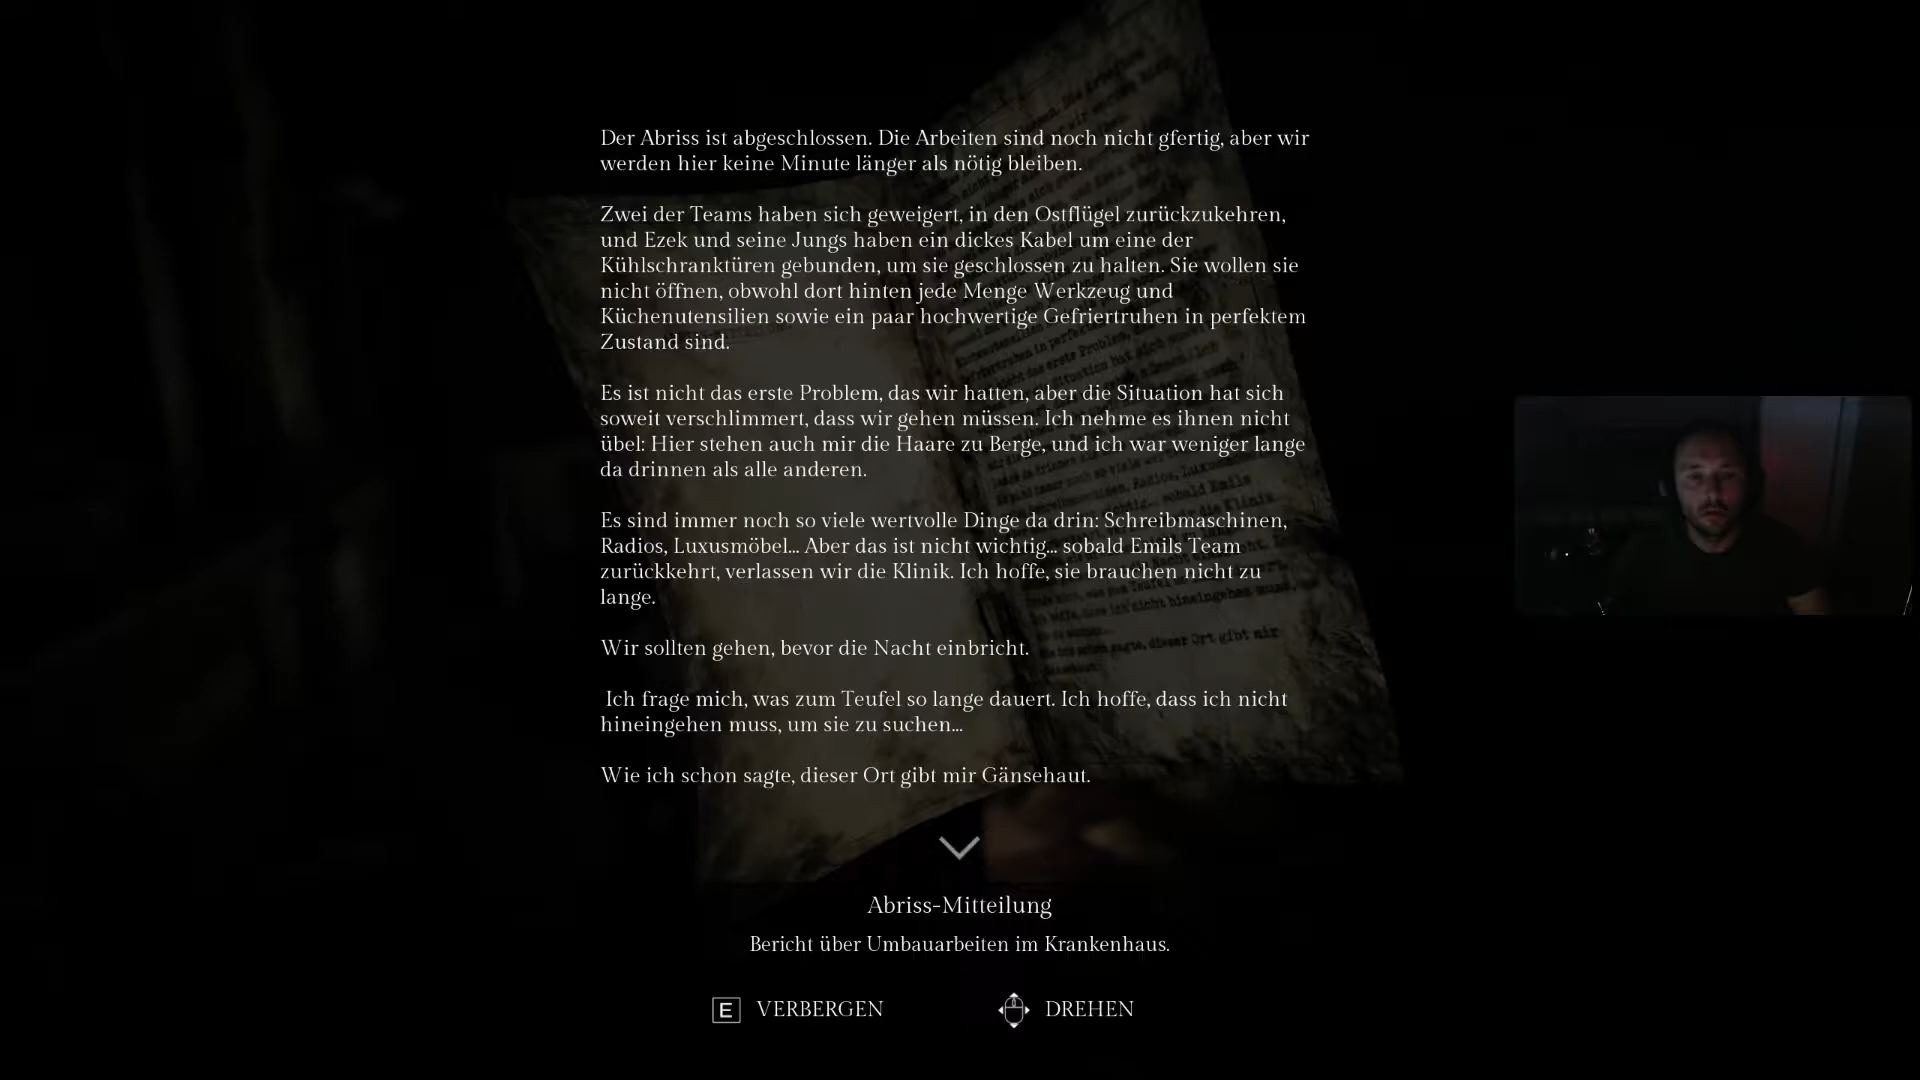 Der Abriss ist abgeschlossen. Die Arbeiten sind noch nicht gfertig, aber wir
werden hier keine Minute länger als nötig bleiben.
Zwei der Teams haben sich geweigert, in den Ostflügel zurückzukehren,
und Ezek und seine Jungs haben ein dickes Kabel um eine der
Kühlschranktüren gebunden, um sie geschlossen zu halten. Sie wollen sie
nicht öffnen, obwohl dort hinten jede Menge Werkzeug und
Küchenutensilien sowie ein paar hochwertige Gefriertruhen in perfektem
Zustand sind.
Es ist nicht das erste Problem, das wir hatten, aber die Situation hat sich
soweit verschlimmert, dass wir gehen müssen. Ich nehme es ihnen nicht
übel: Hier stehen auch mir die Haare zu Berge, und ich war weniger lange
da drinnen als alle anderen.
Es sind immer noch so viele wertvolle Dinge da drin: Schreibmaschinen,
Radios, Luxusmöbel... Aber das ist nicht wichtig... sobald Emils Team
zurückkehrt, verlassen wir die Klinik. Ich hoffe, sie brauchen nicht zu
lange.
Wir sollten gehen, bevor die Nacht einbricht.
Ich frage mich, was zum Teufel so lange dauert. Ich hoffe, dass ich nicht
hineingehen muss, um sie zu suchen...
Wie ich schon sagte, dieser Ort gibt mir Gänsehaut.
Abriss-Mitteilung
Bericht über Umbauarbeiten im Krankenhaus.
E VERBERGEN DREHEN